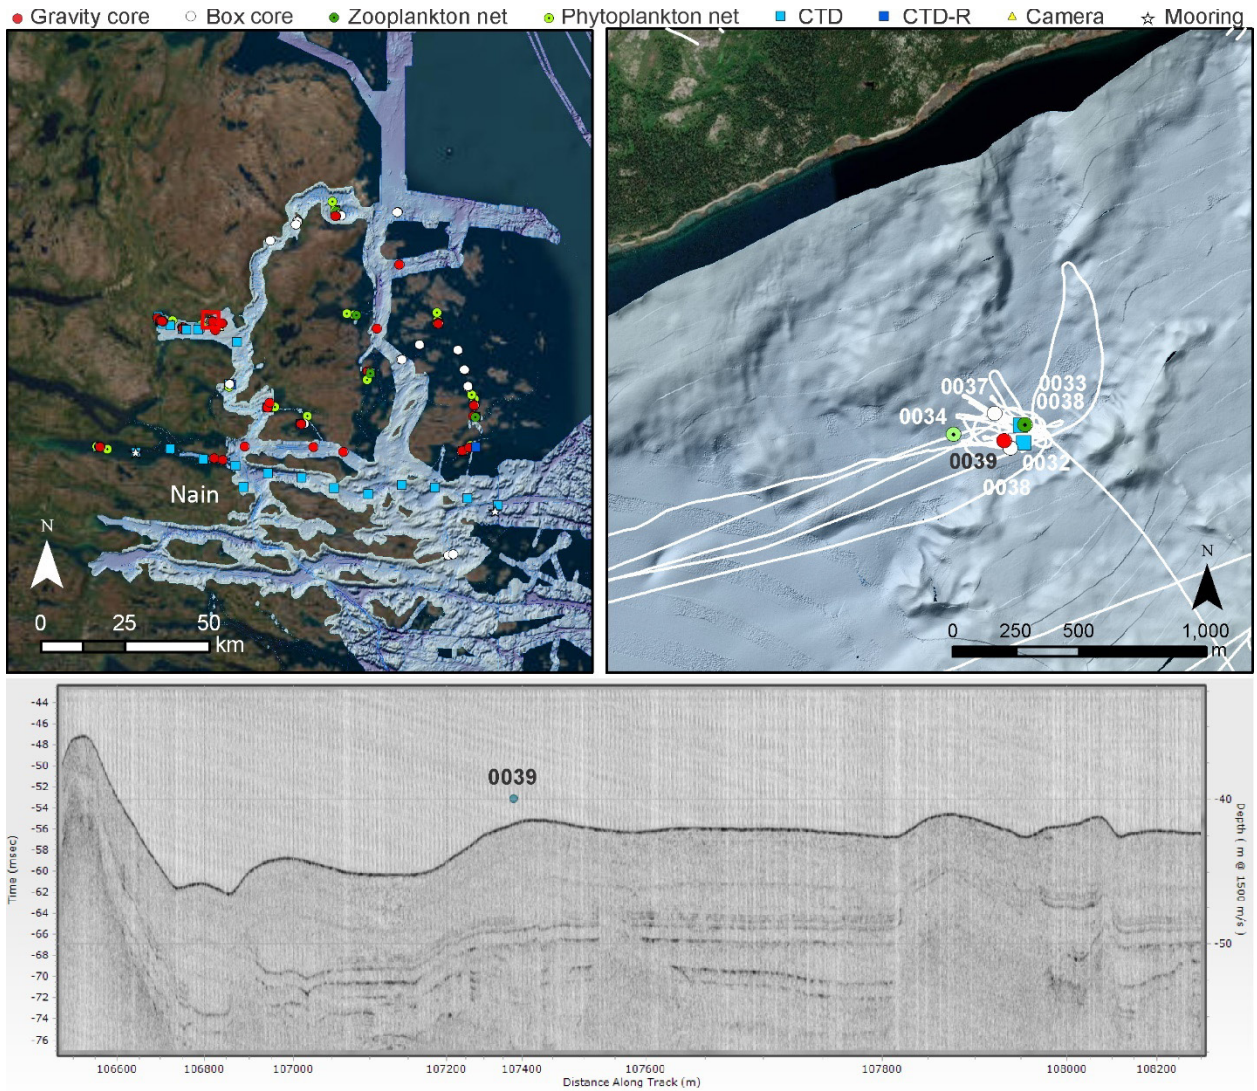 Gravity core Box core Zooplankton net Phytoplankton net CTD CTD-R Camera Mooring
Nain
N
0 25 50
km
0037
0033
0038
0034
0039
0032
0038
N
0 250 500 1,000
m
0039
Time (msec)
-44
-46
-48
-50
-52
-54
-56
-58
-60
-62
-64
-66
-68
-70
-72
-74
-76
-40
-50
Depth ( m @ 1500 m/s )
106600 106800 107000 107200 107400 107600 107800 108000 108200
Distance Along Track (m)